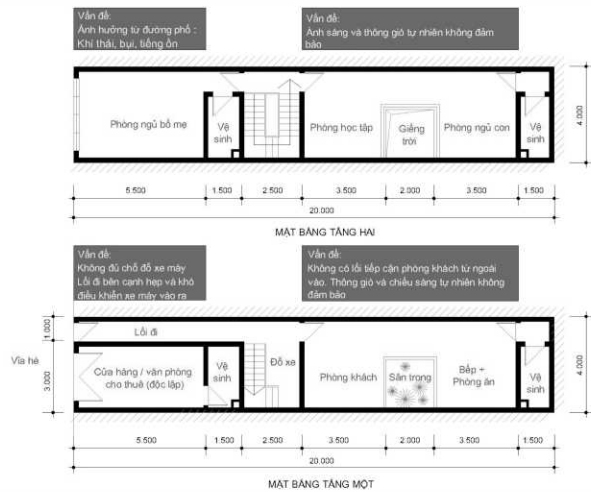 Vấn đề:
Ảnh hưởng từ đường phố :
Khí thải, bụi, tiếng ồn
Vấn đề:
Ánh sáng và thông gió tự nhiên không đảm
bảo
Phòng ngủ bố mẹ
Vệ
sinh
Phòng học tập
Giếng
trời
Phòng ngủ con
Vệ
sinh
4.000
5.500
1.500
2.500
3.500
2.000
3.500
1.500
20.000
MẶT BẰNG TẦNG HAI
Vấn đề:
Không đủ chỗ đỗ xe máy
Lối đi bên cạnh hẹp và khó
điều khiển xe máy vào ra
Vấn đề:
Không có lối tiếp cận phòng khách từ ngoài
vào. Thông gió và chiếu sáng tự nhiên không
đảm bảo
1.000
Lối đi
Vỉa hè
3.000
Cửa hàng / văn phòng
cho thuê (độc lập)
Vệ
sinh
Đỗ xe
Phòng khách
Sân trong
Bếp +
Phòng ăn
Vệ
sinh
4.000
5.500
1.500
2.500
3.500
2.000
3.500
1.500
20.000
MẶT BẰNG TẦNG MỘT